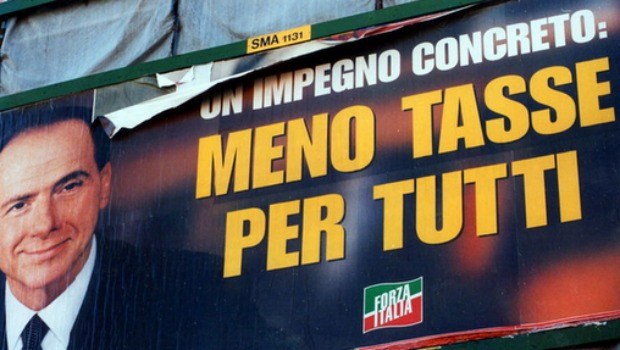 SMA 1131
UN IMPEGNO CONCRETO:
MENO TASSE
PER TUTTI
FORZA
ITALIA